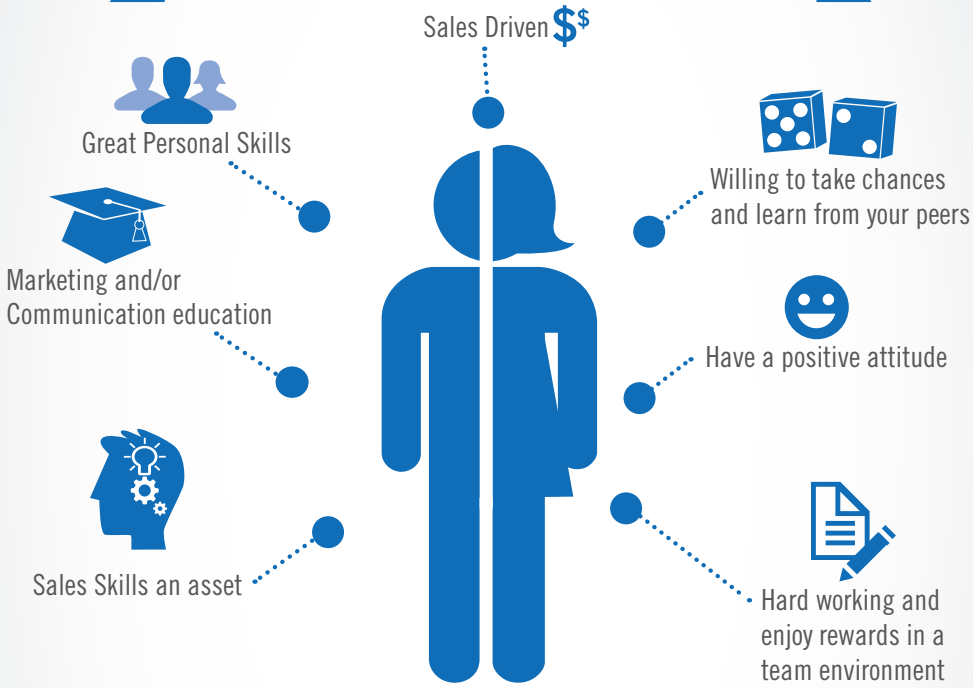 Sales Driven $$
Great Personal Skills
Willing to take chances
and learn from your peers
Marketing and/or
Communication education
Have a positive attitude
Sales Skills an asset
Hard working and
enjoy rewards in a
team environment